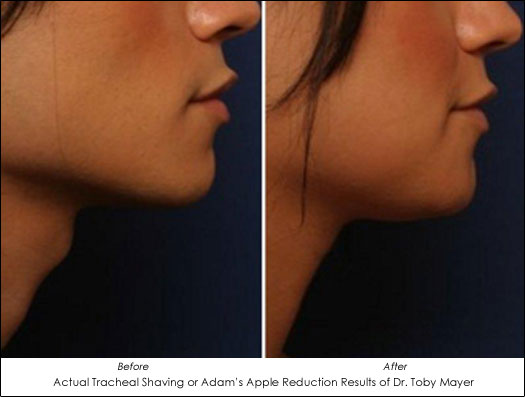 Before After
Actual Tracheal Shaving or Adam's Apple Reduction Results of Dr. Toby Mayer